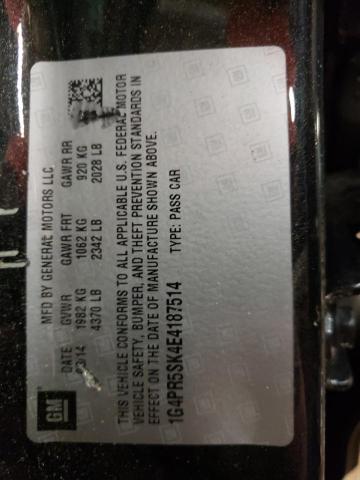 MFD BY GENERAL MOTORS LLC
DATE GVWR GAWR FRT GAWR RR
/14 1982 KG 1062 KG 920 KG
4370 LB 2342 LB 2028 LB
GM
THIS VEHICLE CONFORMS TO ALL APPLICABLE U.S. FEDERAL MOTOR
VEHICLE SAFETY, BUMPER, AND THEFT PREVENTION STANDARDS IN
EFFECT ON THE DATE OF MANUFACTURE SHOWN ABOVE.
1G4PR5SK4E4187514 TYPE: PASS CAR